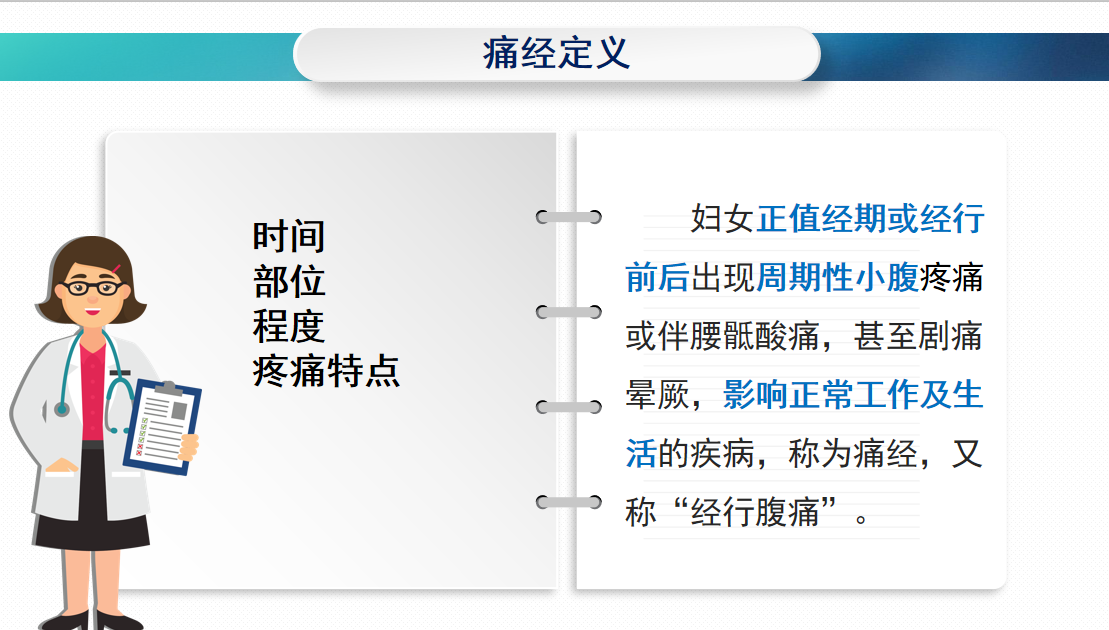 痛经定义
时间
部位
程度
疼痛特点
妇女正值经期或经行
前后出现周期性小腹疼痛
或伴腰骶酸痛，甚至剧痛
晕厥，影响正常工作及生
活的疾病，称为痛经，又
称“经行腹痛”。